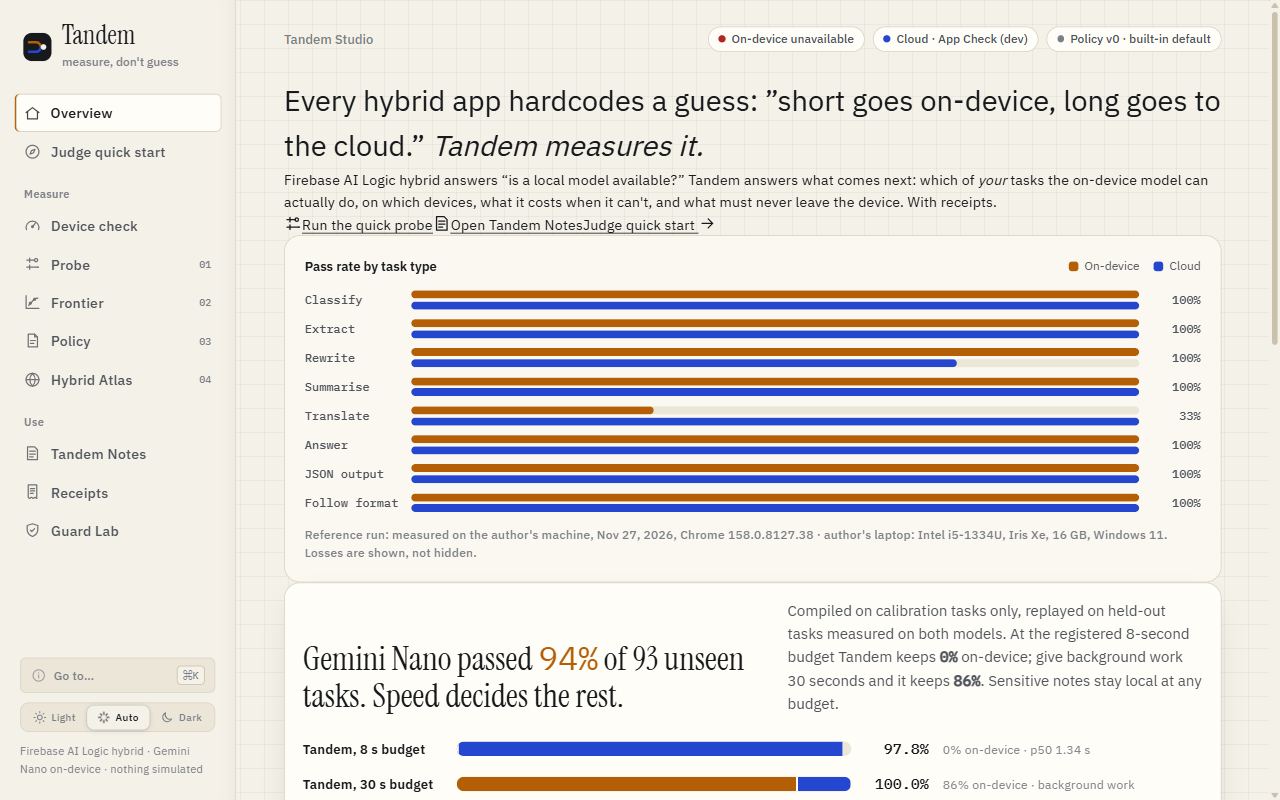 Tandem
measure, don't guess
Overview
Judge quick start
Measure
Device check
Probe 01
Frontier 02
Policy 03
Hybrid Atlas 04
Use
Tandem Notes
Receipts
Guard Lab
Go to… ⌘K
Light Auto Dark
Firebase AI Logic hybrid · Gemini
Nano on-device · nothing simulated
Tandem Studio
On-device unavailable
Cloud · App Check (dev)
Policy v0 · built-in default
Every hybrid app hardcodes a guess: ”short goes on-device, long goes to
the cloud.” Tandem measures it.
Firebase AI Logic hybrid answers “is a local model available?” Tandem answers what comes next: which of your tasks the on-device model can
actually do, on which devices, what it costs when it can't, and what must never leave the device. With receipts.
Run the quick probe Open Tandem NotesJudge quick start →
Pass rate by task type On-device Cloud
Classify 100%
Extract 100%
Rewrite 100%
Summarise 100%
Translate 33%
Answer 100%
JSON output 100%
Follow format 100%
Reference run: measured on the author's machine, Nov 27, 2026, Chrome 158.0.8127.38 · author's laptop: Intel i5-1334U, Iris Xe, 16 GB, Windows 11.
Losses are shown, not hidden.
Gemini Nano passed 94% of 93 unseen
tasks. Speed decides the rest.
Compiled on calibration tasks only, replayed on held-out
tasks measured on both models. At the registered 8-second
budget Tandem keeps 0% on-device; give background work
30 seconds and it keeps 86%. Sensitive notes stay local at any
budget.
Tandem, 8 s budget 97.8% 0% on-device · p50 1.34 s
Tandem, 30 s budget 100.0% 86% on-device · background work